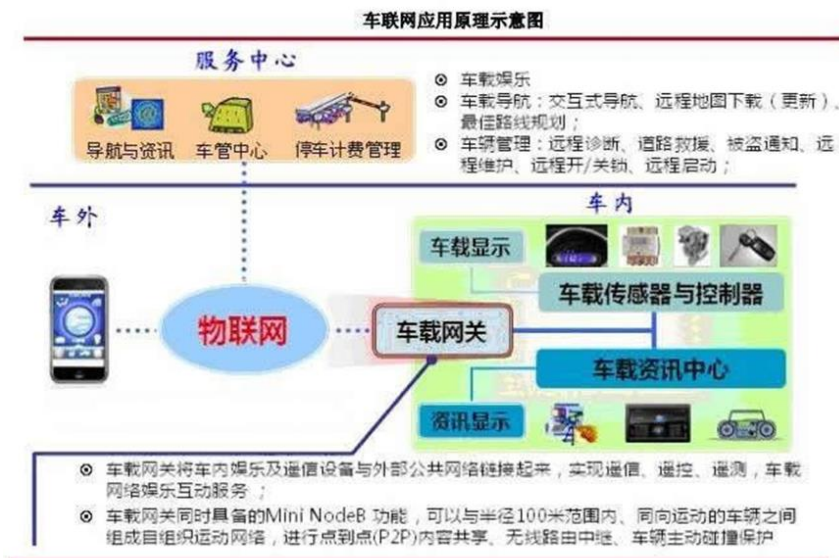 车联网应用原理示意图
服务中心
导航与资讯
车管中心
停车计费管理
车载娱乐
车载导航：交互式导航、远程地图下载（更新）、
最佳路线规划；
车辆管理：远程诊断、道路救援、被盗通知、远
程维护、远程开/关锁、远程启动；
车外
车内
车载显示
车载传感器与控制器
物联网
车载网关
车载资讯中心
资讯显示
车载网关将车内娱乐及遥信设备与外部公共网络链接起来，实现遥信、遥控、遥测，车载
网络娱乐互动服务；
车载网关同时具备的Mini NodeB 功能，可以与半径100米范围内、同向运动的车辆之间
组成自组织运动网络，进行点到点(P2P)内容共享、无线路由中继、车辆主动碰撞保护